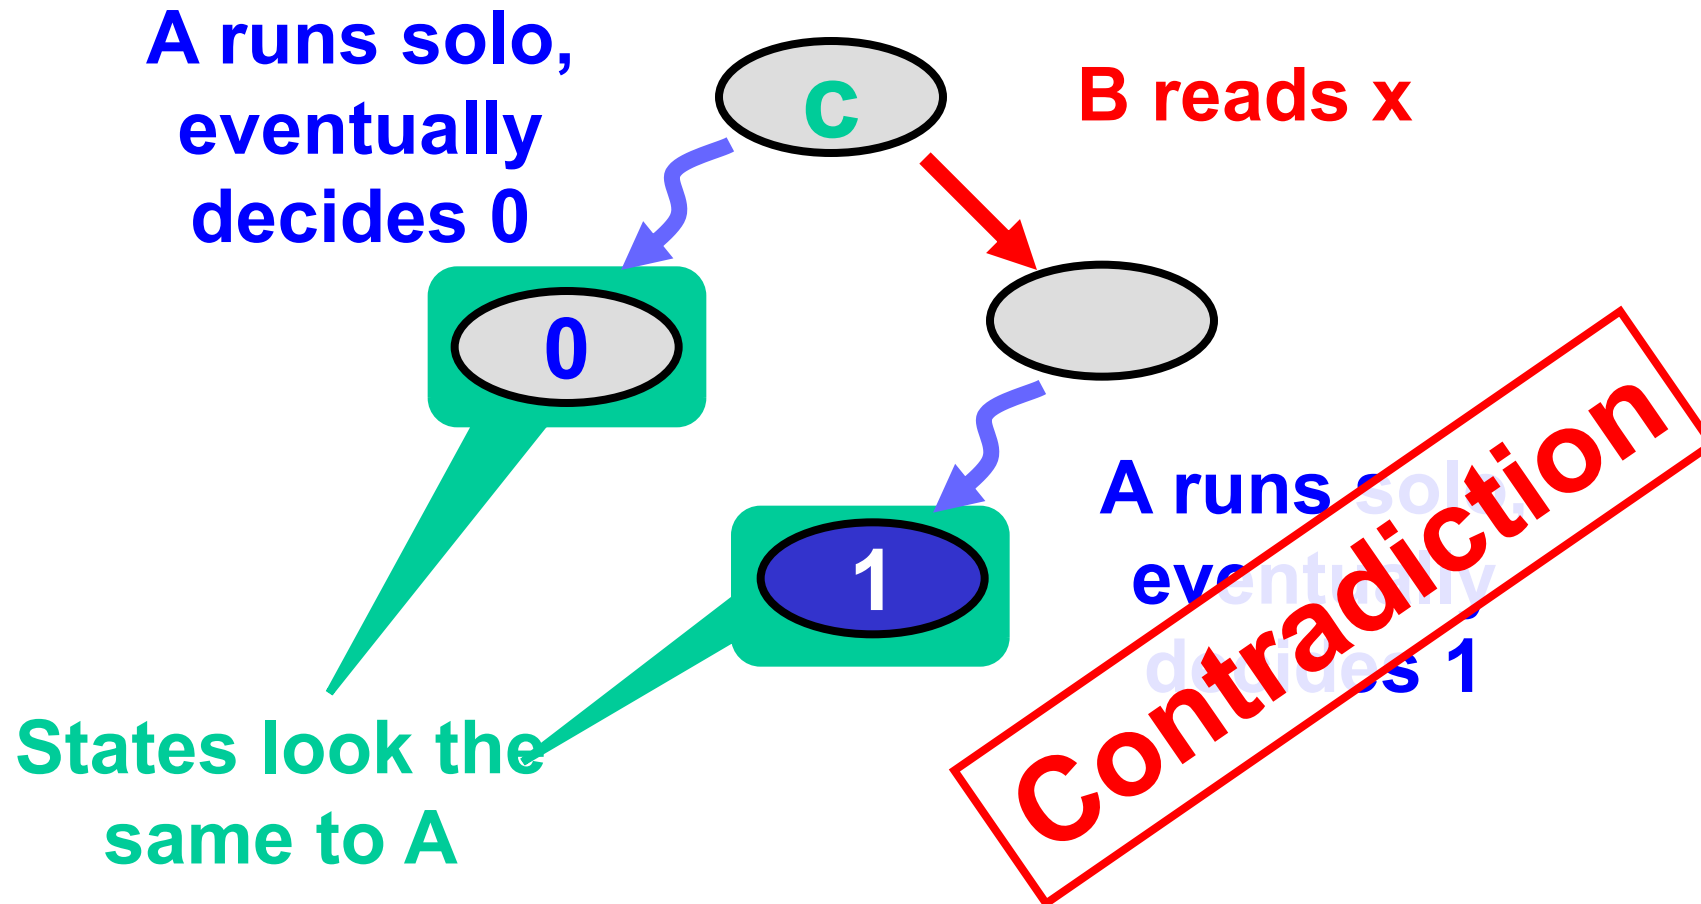 A runs solo,
eventually
decides 0
c
B reads x
0
A runs solo,
eventually
decides 1
1
States look the
same to A
Contradiction